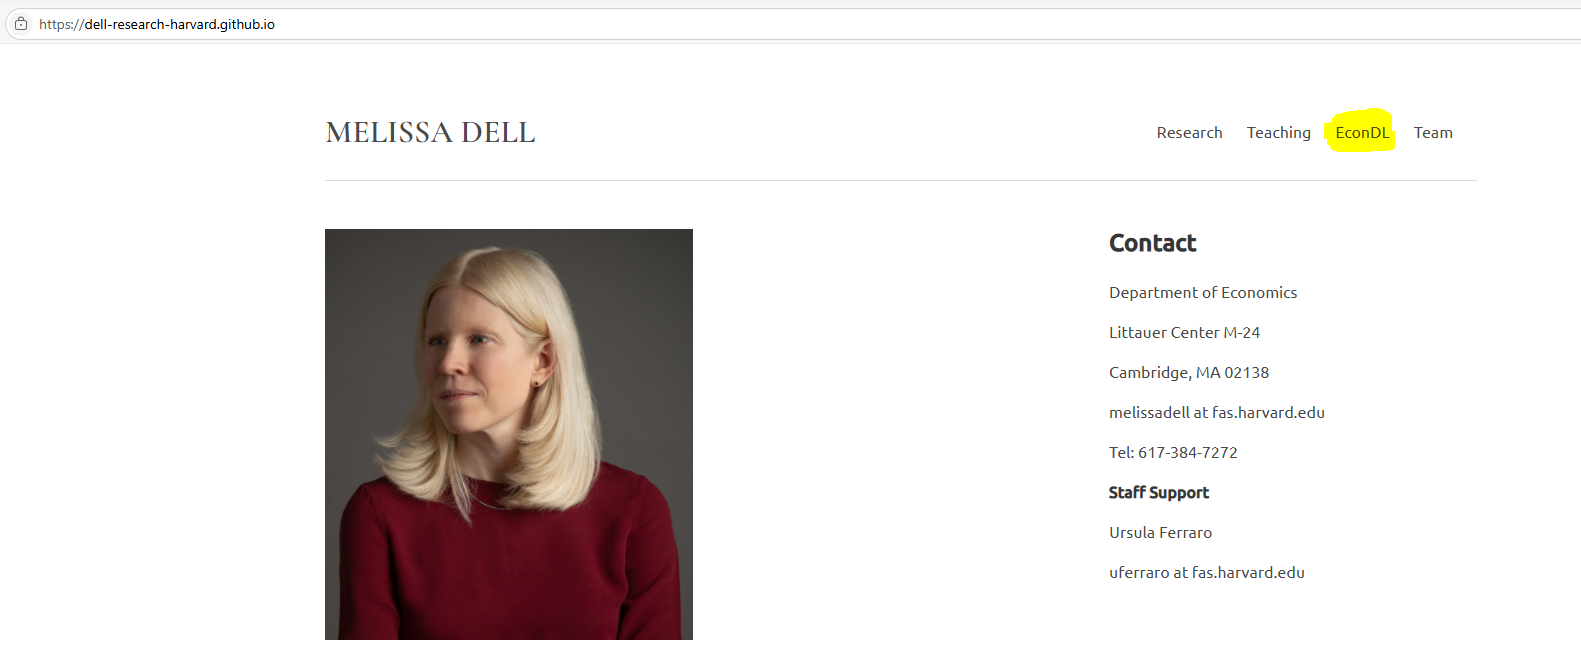 https://dell-research-harvard.github.io
MELISSA DELL
Research Teaching EconDL Team
Contact
Department of Economics
Littauer Center M-24
Cambridge, MA 02138
melissadell at fas.harvard.edu
Tel: 617-384-7272
Staff Support
Ursula Ferraro
uferraro at fas.harvard.edu